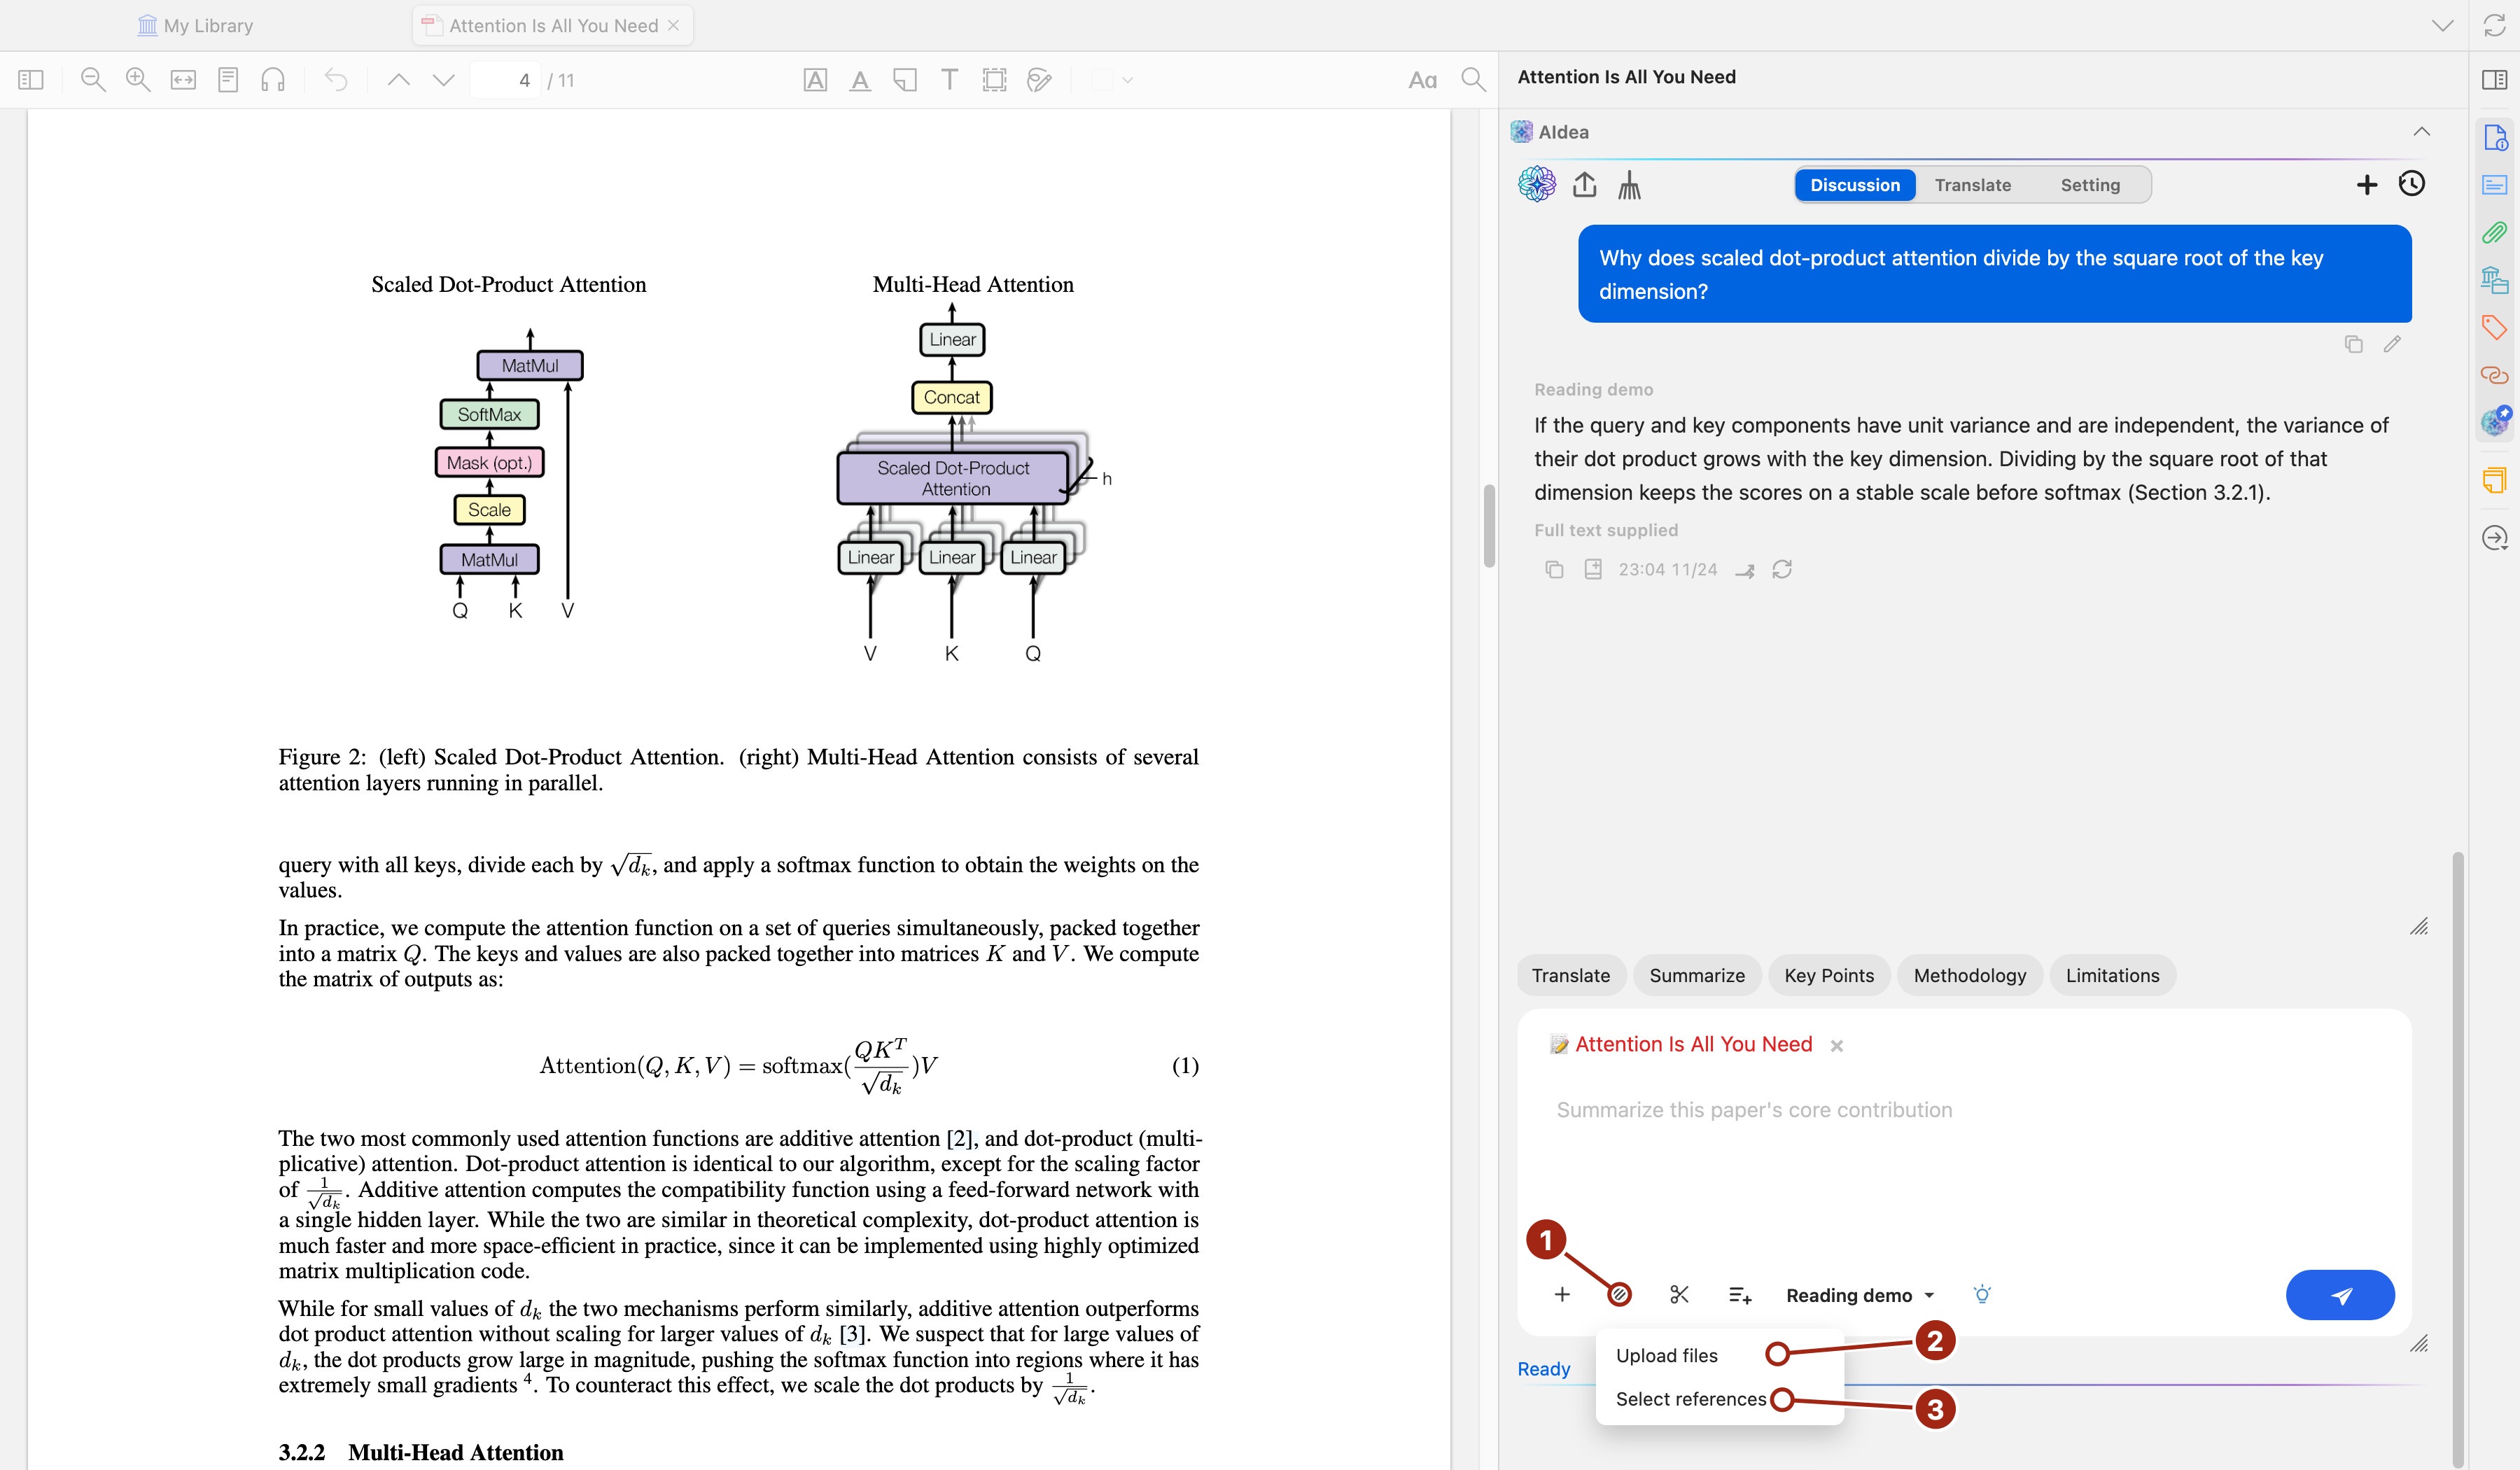 My Library
Attention Is All You Need
4 / 11
Aa
Scaled Dot-Product Attention
MatMul
SoftMax
Mask (opt.)
Scale
MatMul
Q K V
Multi-Head Attention
Linear
Concat
Scaled Dot-Product
Attention
h
Linear Linear Linear
V K Q
Figure 2: (left) Scaled Dot-Product Attention. (right) Multi-Head Attention consists of several
attention layers running in parallel.
query with all keys, divide each by √dk, and apply a softmax function to obtain the weights on the
values.
In practice, we compute the attention function on a set of queries simultaneously, packed together
into a matrix Q. The keys and values are also packed together into matrices K and V. We compute
the matrix of outputs as:
Attention(Q, K, V) = softmax(QK^T/√dk)V (1)
The two most commonly used attention functions are additive attention [2], and dot-product (multi-
plicative) attention. Dot-product attention is identical to our algorithm, except for the scaling factor
of 1/√dk. Additive attention computes the compatibility function using a feed-forward network with
a single hidden layer. While the two are similar in theoretical complexity, dot-product attention is
much faster and more space-efficient in practice, since it can be implemented using highly optimized
matrix multiplication code.
While for small values of dk the two mechanisms perform similarly, additive attention outperforms
dot product attention without scaling for larger values of dk [3]. We suspect that for large values of
dk, the dot products grow large in magnitude, pushing the softmax function into regions where it has
extremely small gradients 4. To counteract this effect, we scale the dot products by 1/√dk.
3.2.2 Multi-Head Attention
Attention Is All You Need
AIdea
Discussion Translate Setting
Why does scaled dot-product attention divide by the square root of the key
dimension?
Reading demo
If the query and key components have unit variance and are independent, the variance of
their dot product grows with the key dimension. Dividing by the square root of that
dimension keeps the scores on a stable scale before softmax (Section 3.2.1).
Full text supplied
23:04 11/24
Translate Summarize Key Points Methodology Limitations
Attention Is All You Need
Summarize this paper's core contribution
1
Reading demo
Upload files
2
Ready
Select references
3